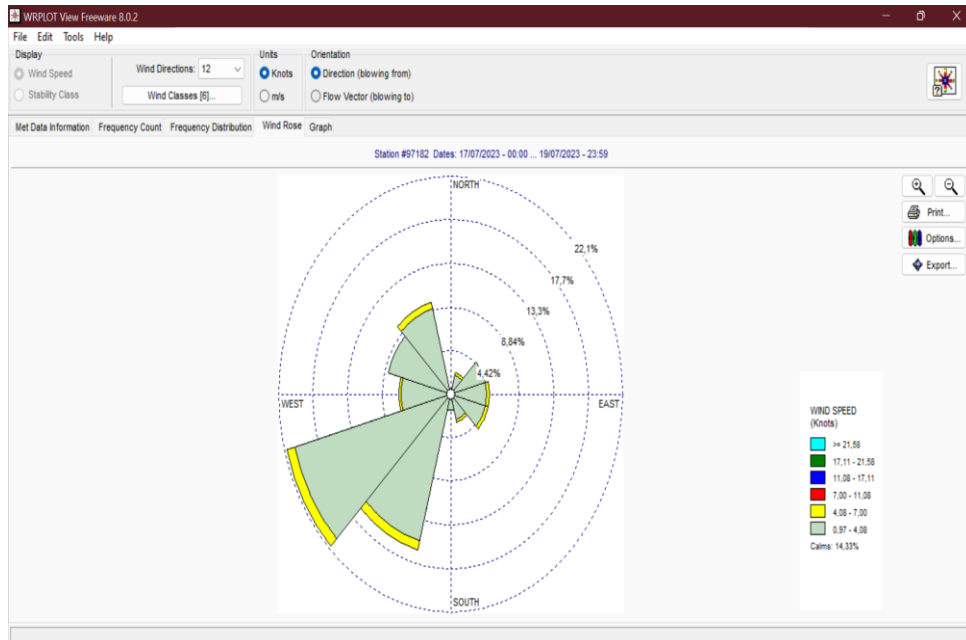 WRPLOT View Freeware 8.0.2
File Edit Tools Help
Display
Wind Speed
Stability Class
Wind Directions: 12
Wind Classes [6]...
Units
Knots
m/s
Orientation
Direction (blowing from)
Flow Vector (blowing to)
Met Data Information Frequency Count Frequency Distribution Wind Rose Graph
Station #97182 Dates: 17/07/2023 - 00:00 ... 19/07/2023 - 23:59
Print...
Options...
Export...
NORTH
22,1%
17,7%
13,3%
8,84%
4,42%
WEST
EAST
SOUTH
WIND SPEED
(Knots)
>= 21,58
17,11 - 21,58
11,08 - 17,11
7,00 - 11,08
4,08 - 7,00
0,97 - 4,08
Calms: 14,33%